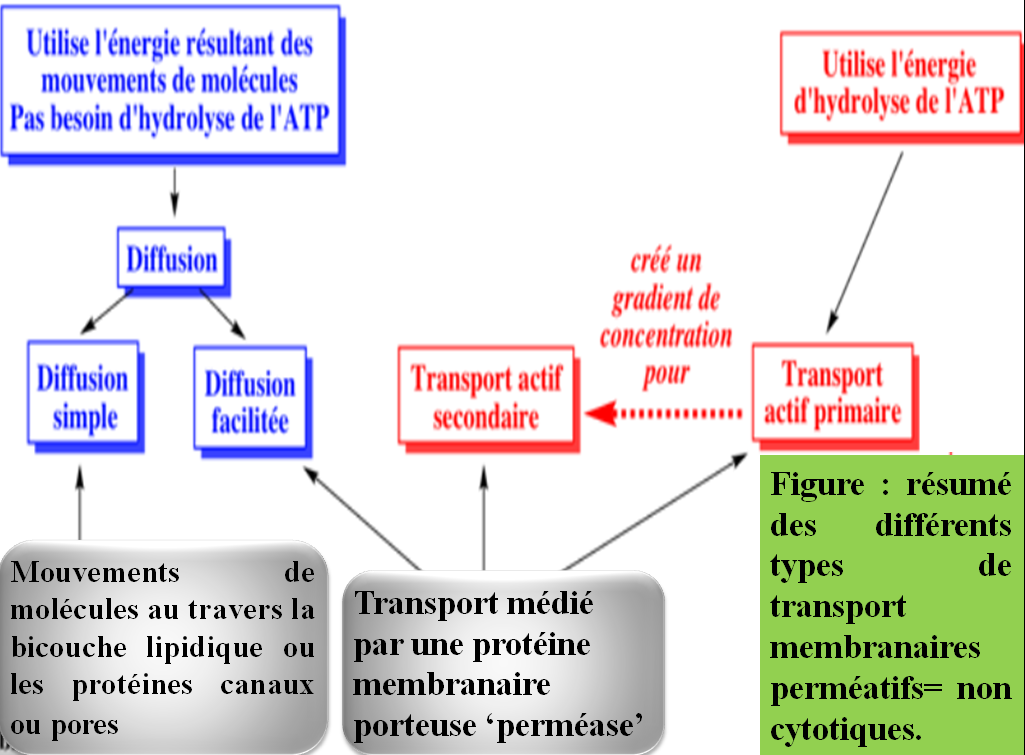 Utilise l'énergie résultant des
mouvements de molécules
Pas besoin d'hydrolyse de l'ATP
Utilise l'énergie
d'hydrolyse de l'ATP
Diffusion
créé un
gradient de
concentration
pour
Diffusion
simple
Diffusion
facilitée
Transport actif
secondaire
Transport
actif primaire
Mouvements de
molécules au travers la
bicouche lipidique ou
les protéines canaux
ou pores
Transport médié
par une protéine
membranaire
porteuse ‘perméase’
Figure : résumé
des différents
types de
transport
membranaires
perméatifs= non
cytotiques.